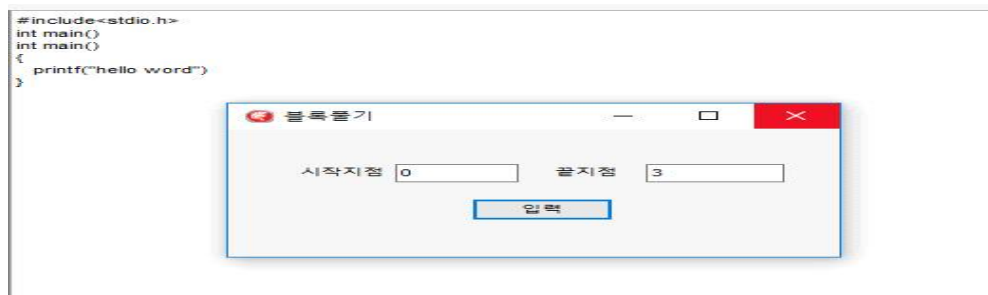 #include<stdio.h>
int main()
int main()
{
  printf("hello word")
}
블록풀기
시작지점 0 끝지점 3
입력